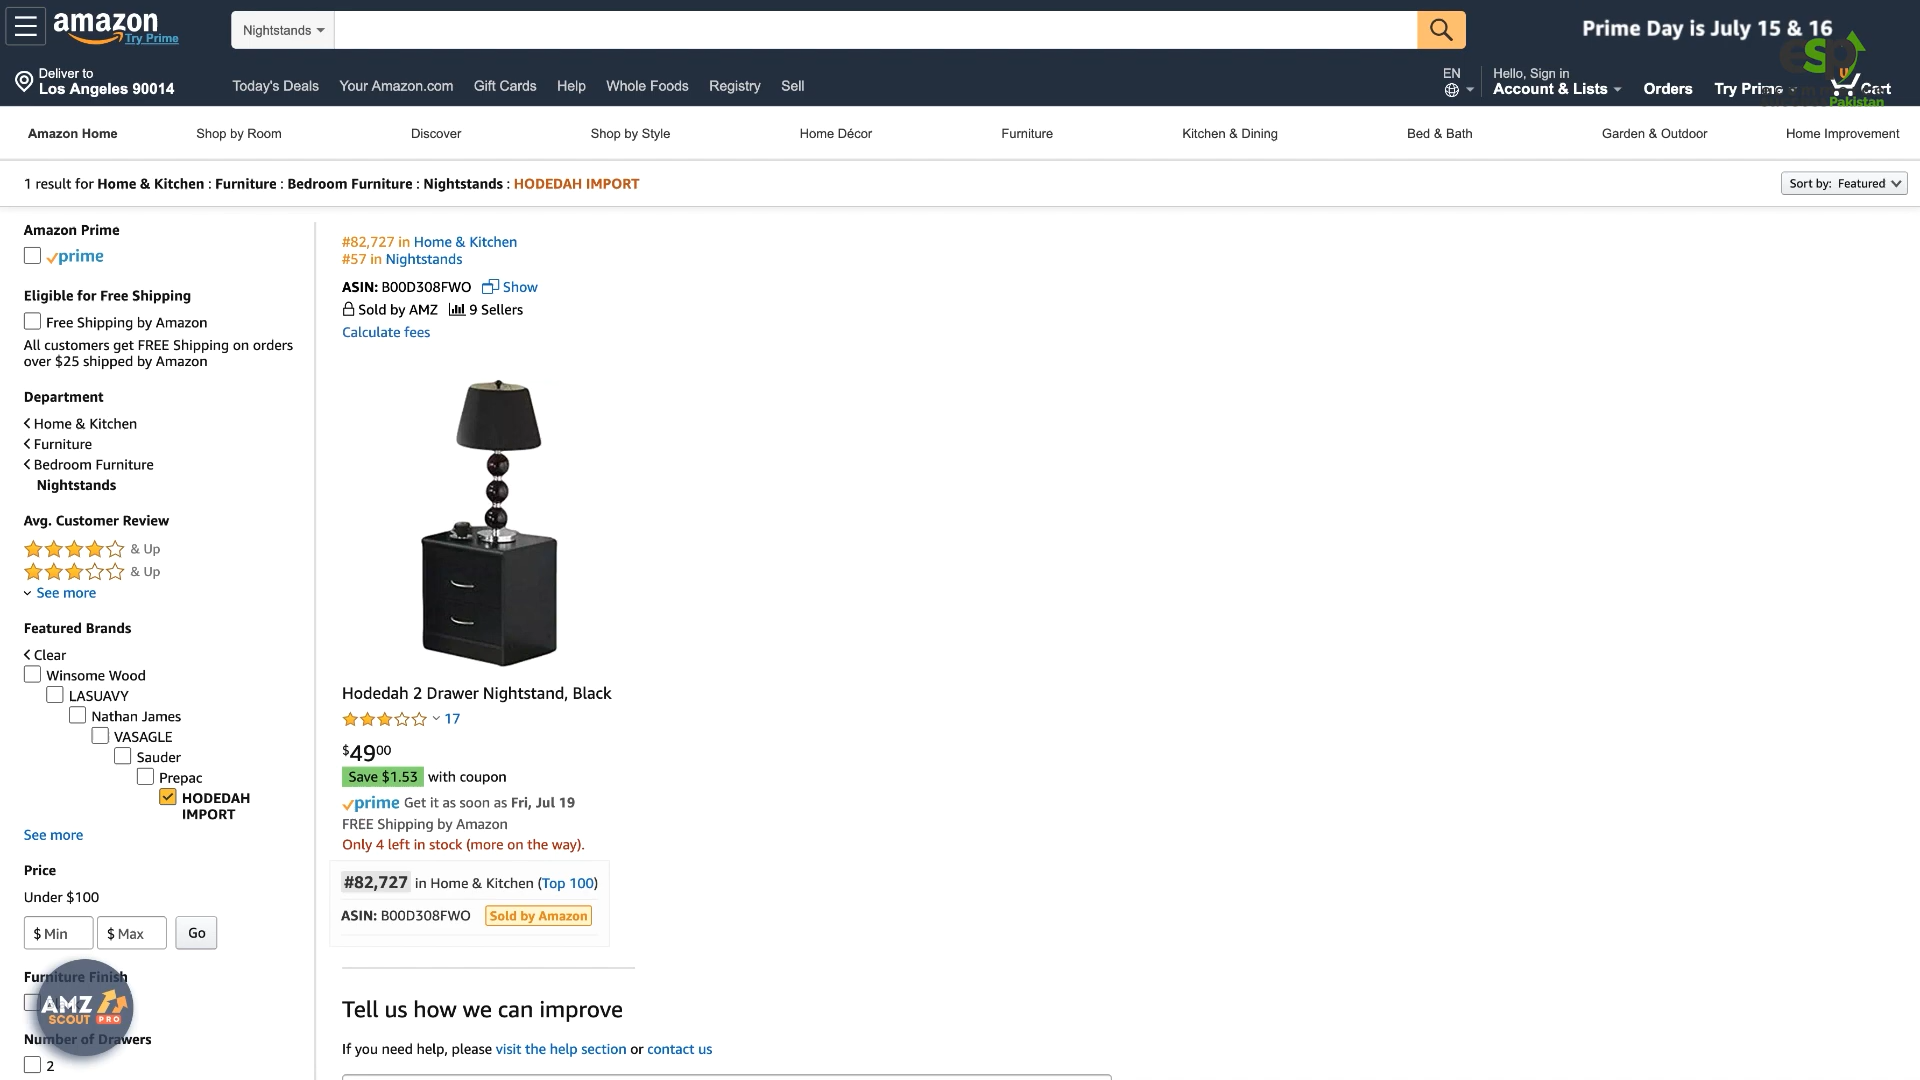 amazon
Try Prime
Nightstands
Prime Day is July 15 & 16
Deliver to
Los Angeles 90014
Today's Deals
Your Amazon.com
Gift Cards
Help
Whole Foods
Registry
Sell
EN
Hello, Sign in
Account & Lists
Orders
Try Prime
Cart
esp
Pakistan
Amazon Home
Shop by Room
Discover
Shop by Style
Home Décor
Furniture
Kitchen & Dining
Bed & Bath
Garden & Outdoor
Home Improvement
1 result for Home & Kitchen : Furniture : Bedroom Furniture : Nightstands : HODEDAH IMPORT
Sort by: Featured
Amazon Prime
prime
Eligible for Free Shipping
Free Shipping by Amazon
All customers get FREE Shipping on orders
over $25 shipped by Amazon
Department
Home & Kitchen
Furniture
Bedroom Furniture
Nightstands
Avg. Customer Review
& Up
& Up
See more
Featured Brands
Clear
Winsome Wood
LASUAVY
Nathan James
VASAGLE
Sauder
Prepac
HODEDAH
IMPORT
See more
Price
Under $100
$ Min
$ Max
Go
Furniture Finish
AMZ
SCOUT PRO
Number of Drawers
2
#82,727 in Home & Kitchen
#57 in Nightstands
ASIN: B00D308FWO Show
Sold by AMZ 9 Sellers
Calculate fees
Hodedah 2 Drawer Nightstand, Black
17
$49 00
Save $1.53 with coupon
prime Get it as soon as Fri, Jul 19
FREE Shipping by Amazon
Only 4 left in stock (more on the way).
#82,727 in Home & Kitchen (Top 100)
ASIN: B00D308FWO Sold by Amazon
Tell us how we can improve
If you need help, please visit the help section or contact us